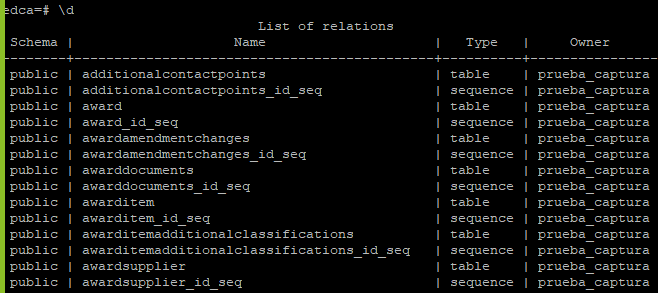 edca=# \d
List of relations
Schema | Name | Type | Owner
--------+--------------------------------------------+----------+----------------
public | additionalcontactpoints | table | prueba_captura
public | additionalcontactpoints_id_seq | sequence | prueba_captura
public | award | table | prueba_captura
public | award_id_seq | sequence | prueba_captura
public | awardamendmentchanges | table | prueba_captura
public | awardamendmentchanges_id_seq | sequence | prueba_captura
public | awarddocuments | table | prueba_captura
public | awarddocuments_id_seq | sequence | prueba_captura
public | awarditem | table | prueba_captura
public | awarditem_id_seq | sequence | prueba_captura
public | awarditemadditionalclassifications | table | prueba_captura
public | awarditemadditionalclassifications_id_seq | sequence | prueba_captura
public | awardsupplier | table | prueba_captura
public | awardsupplier_id_seq | sequence | prueba_captura